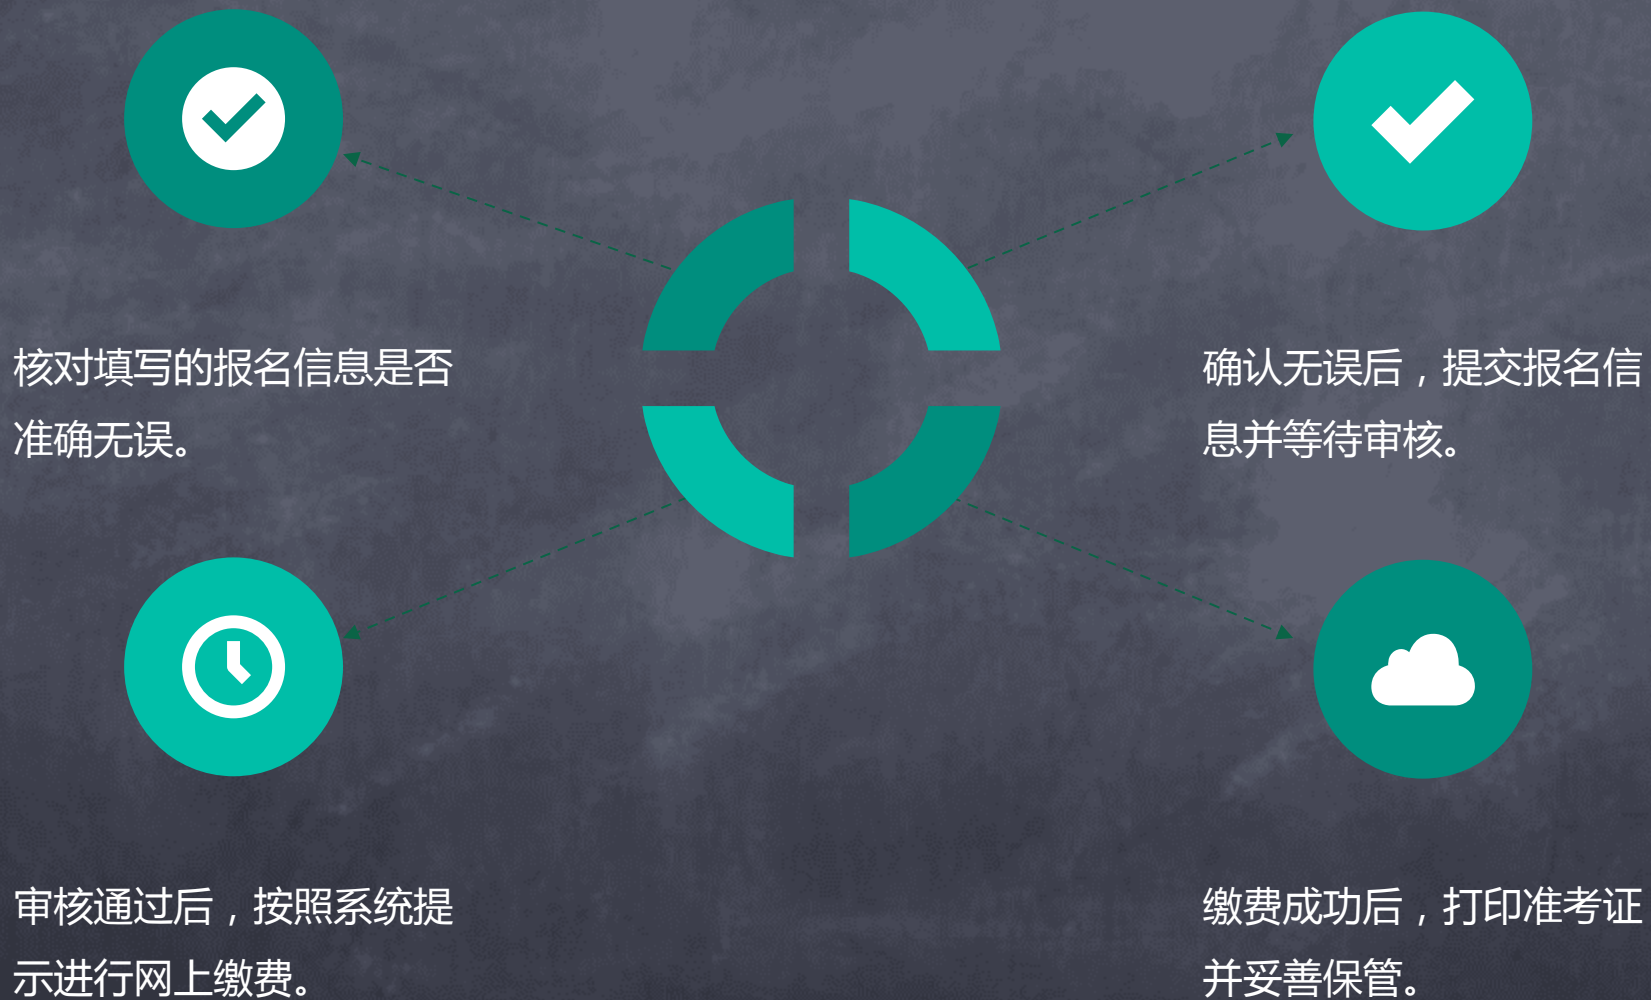 核对填写的报名信息是否
准确无误。
确认无误后，提交报名信
息并等待审核。
审核通过后，按照系统提
示进行网上缴费。
缴费成功后，打印准考证
并妥善保管。